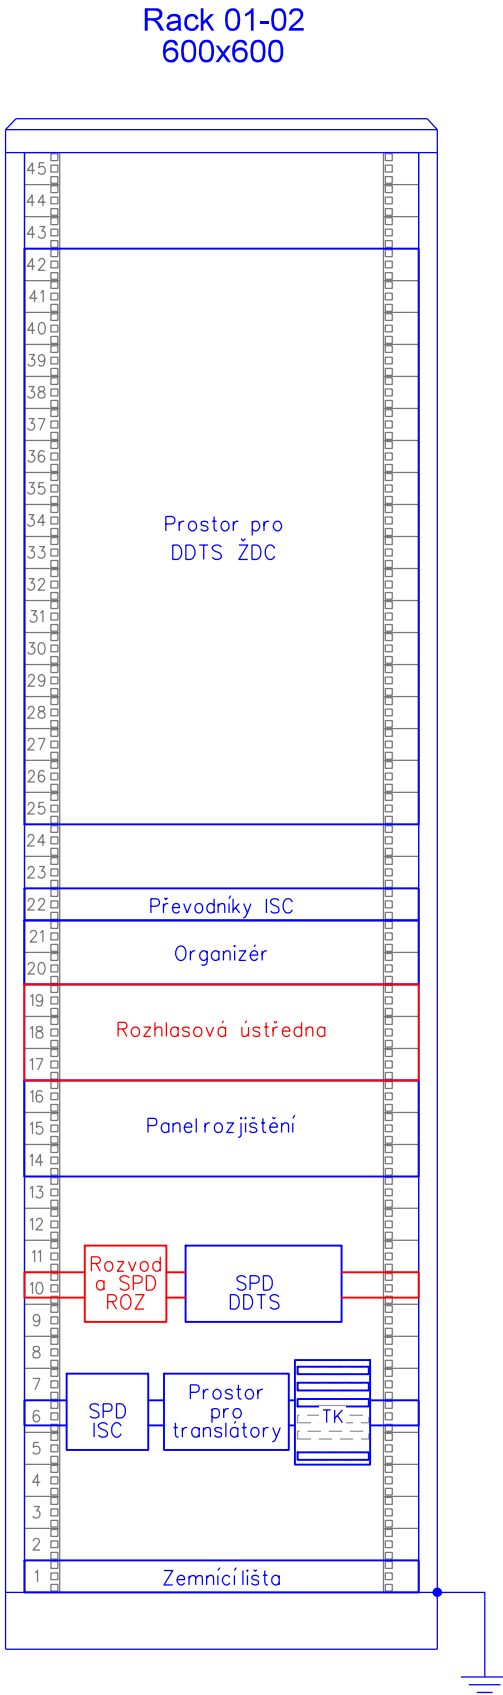 Rack 01-02
600x600
45
44
43
42
41
40
39
38
37
36
35
34
Prostor pro
33
DDTS ŽDC
32
31
30
29
28
27
26
25
24
23
22
Převodníky ISC
21
Organizér
20
19
18
Rozhlasová ústředna
17
16
15
Panel rozjištění
14
13
12
11
Rozvod
a SPD
ROZ
SPD
DDTS
10
9
8
7
SPD
ISC
Prostor
pro
translátory
TK
6
5
4
3
2
1
Zemnící lišta